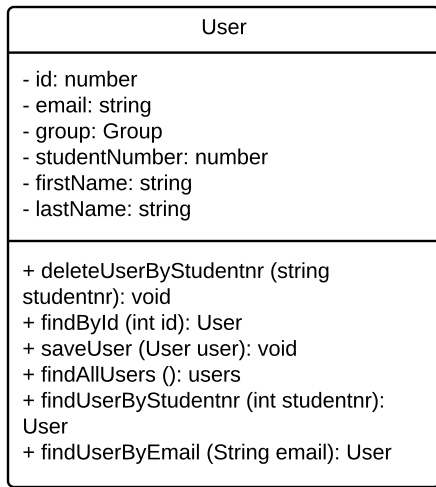 User
- id: number
- email: string
- group: Group
- studentNumber: number
- firstName: string
- lastName: string
+ deleteUserByStudentnr (string
studentnr): void
+ findById (int id): User
+ saveUser (User user): void
+ findAllUsers (): users
+ findUserByStudentnr (int studentnr):
User
+ findUserByEmail (String email): User